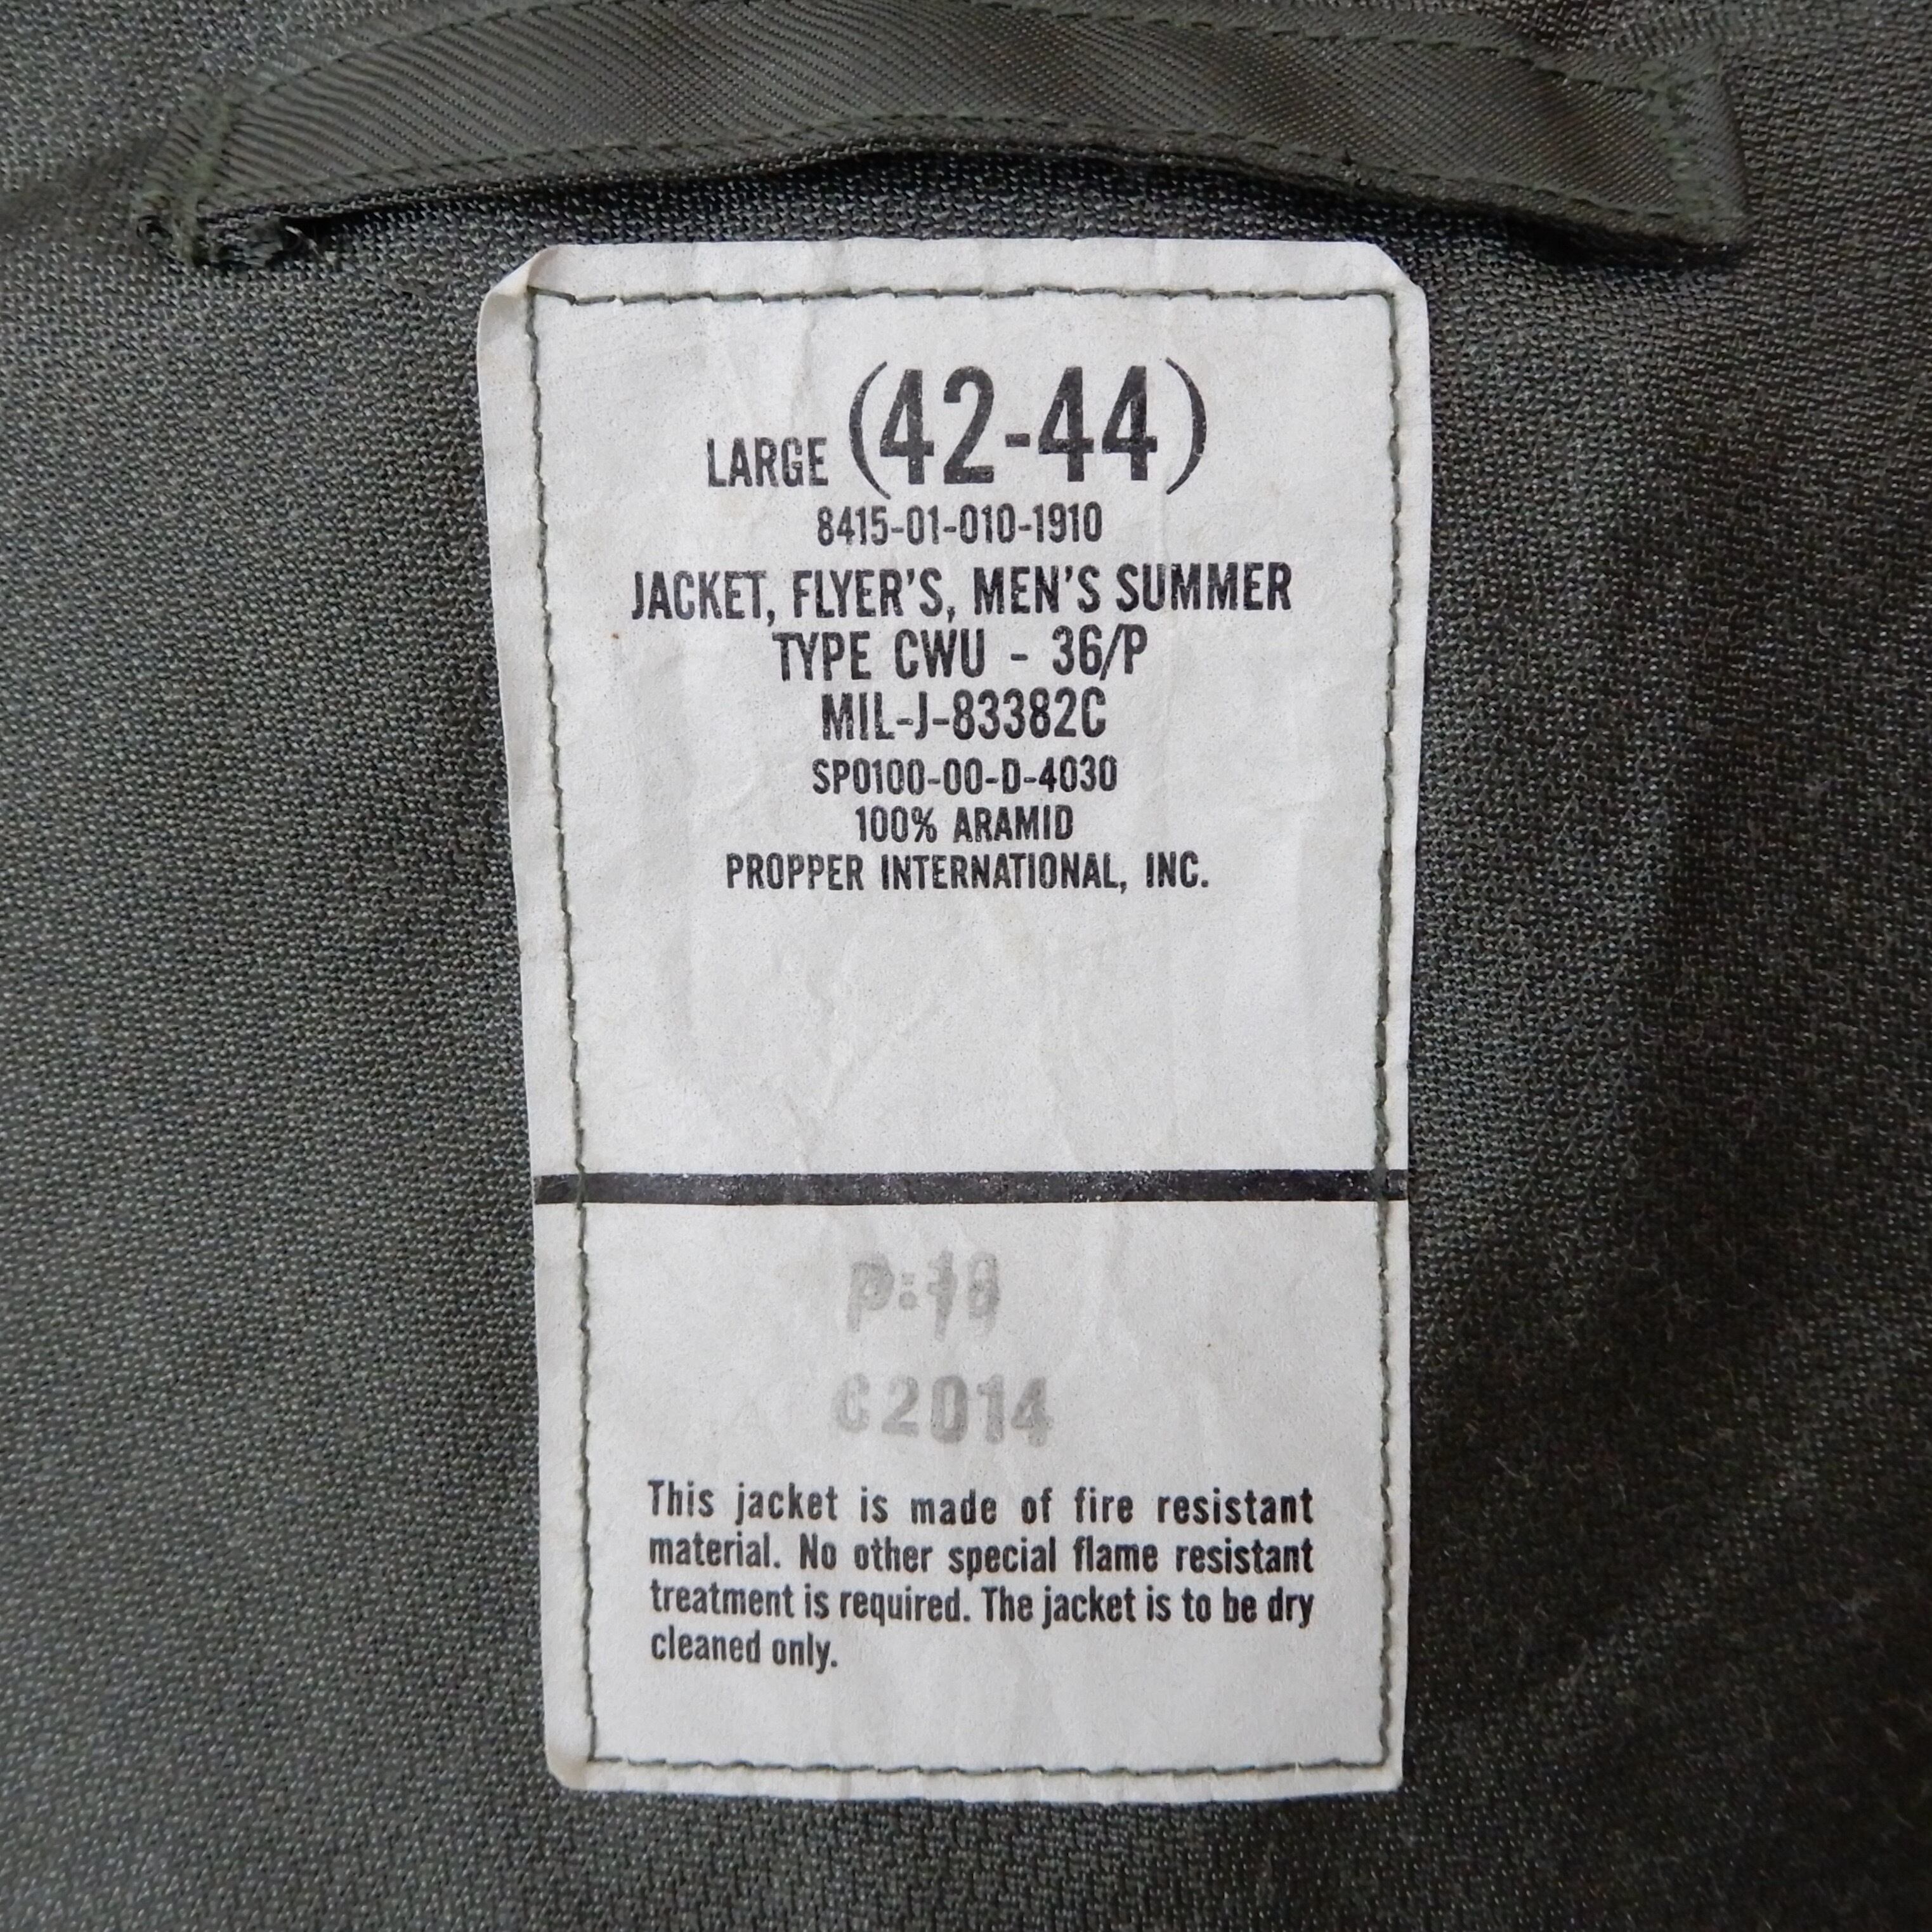 LARGE (42-44)
8415-01-010-1910
JACKET, FLYER'S, MEN'S SUMMER
TYPE CWU - 36/P
MIL-J-83382C
SP0100-00-D-4030
100% ARAMID
PROPPER INTERNATIONAL, INC.
C2014
This jacket is made of fire resistant
material. No other special flame resistant
treatment is required. The jacket is to be dry
cleaned only.